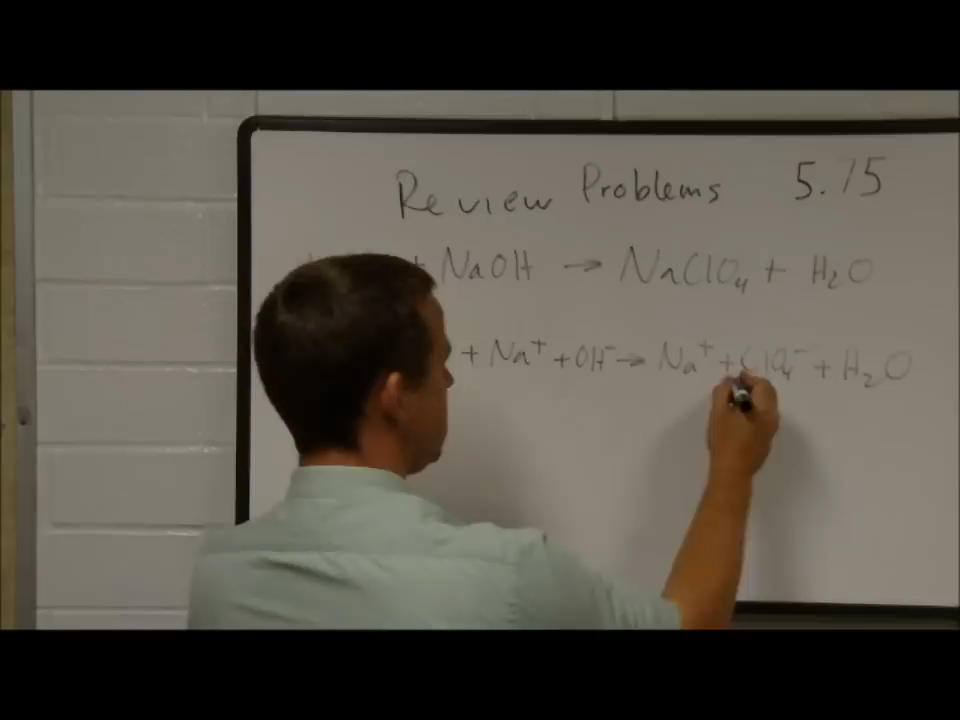 Review Problems 5.15
+ NaOH → NaClO₄ + H₂O
+ Na⁺ + OH⁻ → Na⁺ + ClO₄⁻ + H₂O